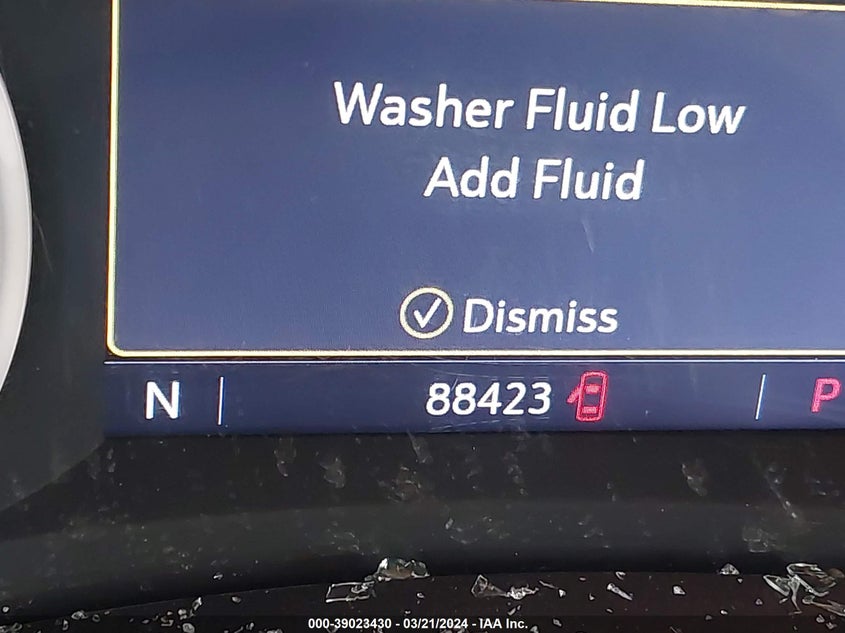 Washer Fluid Low
Add Fluid
Dismiss
N 88423 P
000-39023430 - 03/21/2024 - IAA Inc.